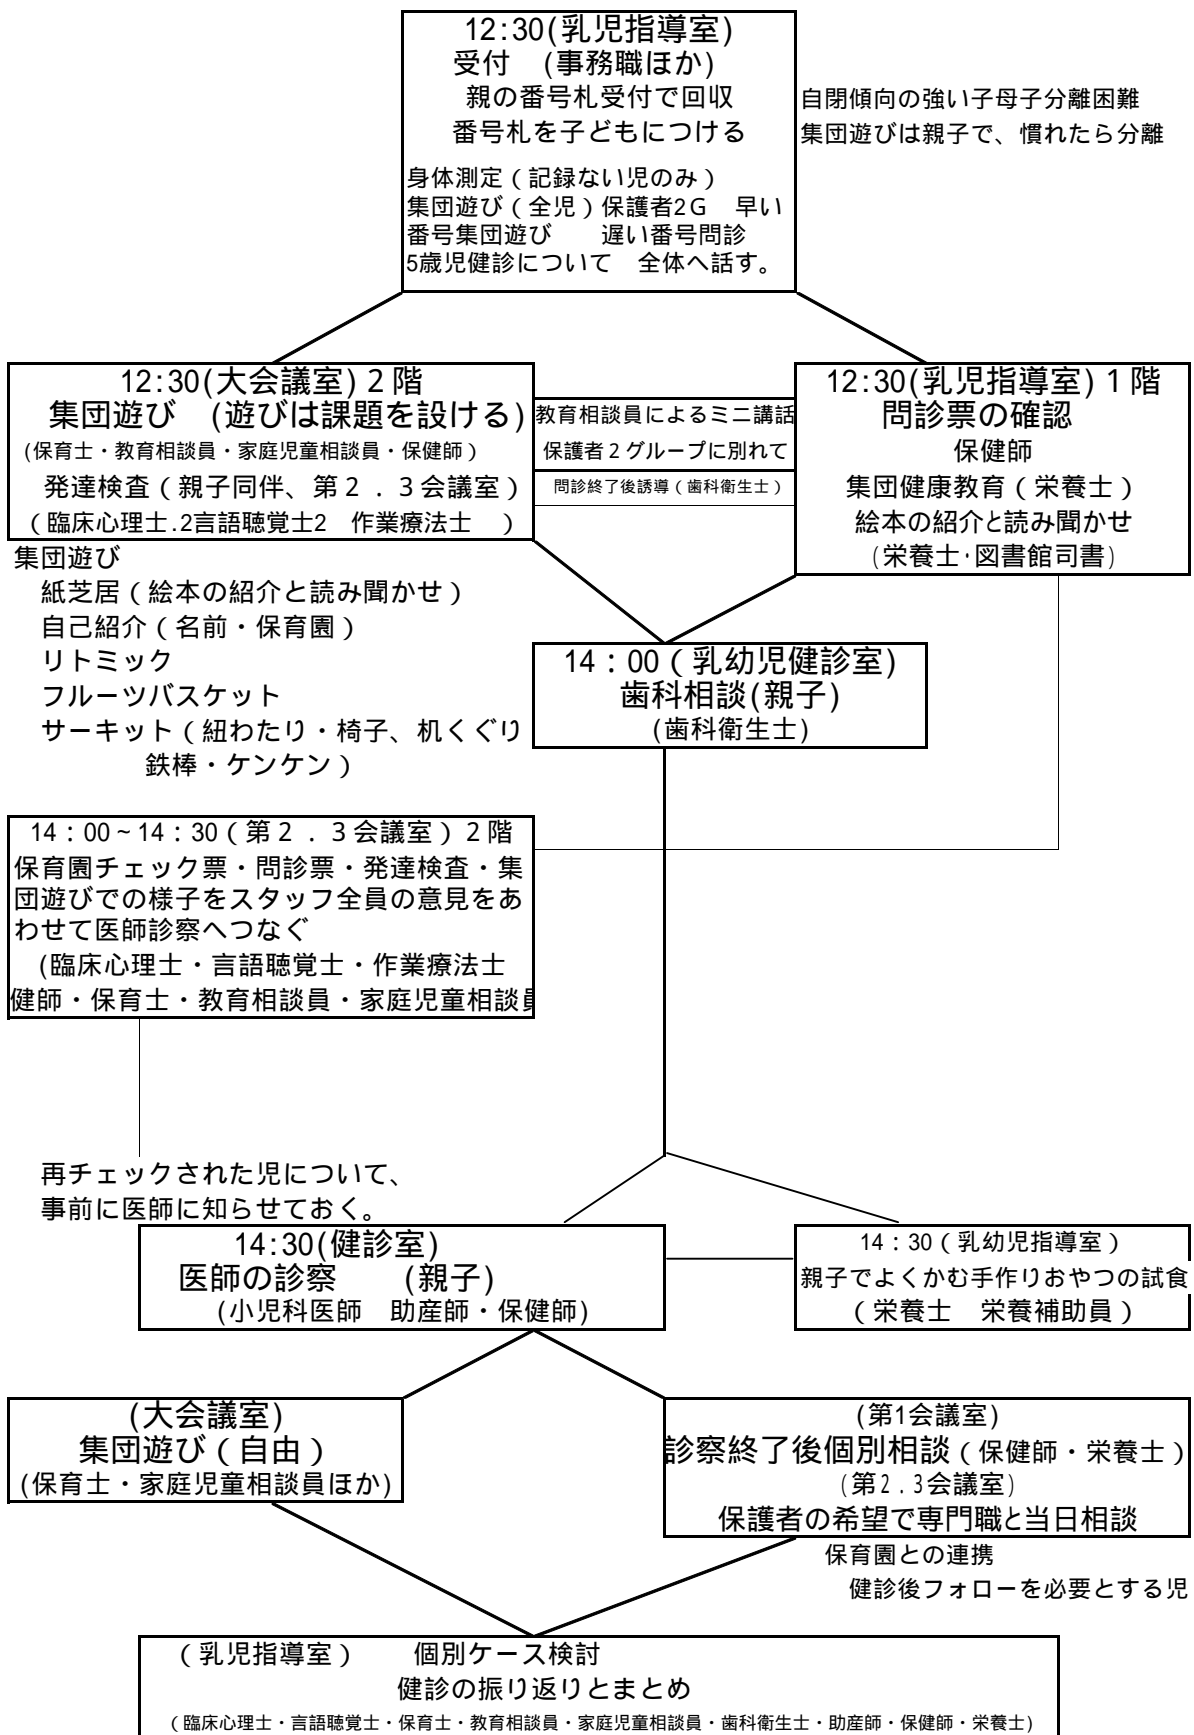 12:30(乳児指導室)
受付　(事務職ほか)
親の番号札受付で回収
番号札を子どもにつける
身体測定（記録ない児のみ）
集団遊び（全児）保護者2G　早い
番号集団遊び　　遅い番号問診
5歳児健診について　全体へ話す。
自閉傾向の強い子母子分離困難
集団遊びは親子で、慣れたら分離
12:30(大会議室)２階
集団遊び　(遊びは課題を設ける)
(保育士・教育相談員・家庭児童相談員・保健師）
発達検査（親子同伴、第２．３会議室）
（臨床心理士.2言語聴覚士2　作業療法士　）
教育相談員によるミニ講話
保護者２グループに別れて
問診終了後誘導（歯科衛生士）
12:30(乳児指導室)１階
問診票の確認
保健師
集団健康教育（栄養士）
絵本の紹介と読み聞かせ
(栄養士･図書館司書)
集団遊び
紙芝居（絵本の紹介と読み聞かせ）
自己紹介（名前・保育園）
リトミック
フルーツバスケット
サーキット（紐わたり・椅子、机くぐり
鉄棒・ケンケン）
14：00（乳幼児健診室)
歯科相談(親子)
(歯科衛生士)
14：00~14：30（第２．３会議室）２階
保育園チェック票・問診票・発達検査・集
団遊びでの様子をスタッフ全員の意見をあ
わせて医師診察へつなぐ
(臨床心理士・言語聴覚士・作業療法士
健師・保育士・教育相談員・家庭児童相談員
再チェックされた児について、
事前に医師に知らせておく。
14:30(健診室)
医師の診察　　(親子)
(小児科医師　助産師・保健師)
14：30（乳幼児指導室）
親子でよくかむ手作りおやつの試食
（栄養士　栄養補助員）
(大会議室)
集団遊び（自由）
(保育士・家庭児童相談員ほか)
(第1会議室)
診察終了後個別相談（保健師・栄養士）
(第2.3会議室)
保護者の希望で専門職と当日相談
保育園との連携
健診後フォローを必要とする児
（乳児指導室）　　個別ケース検討
健診の振り返りとまとめ
（臨床心理士・言語聴覚士・保育士・教育相談員・家庭児童相談員・歯科衛生士・助産師・保健師・栄養士)